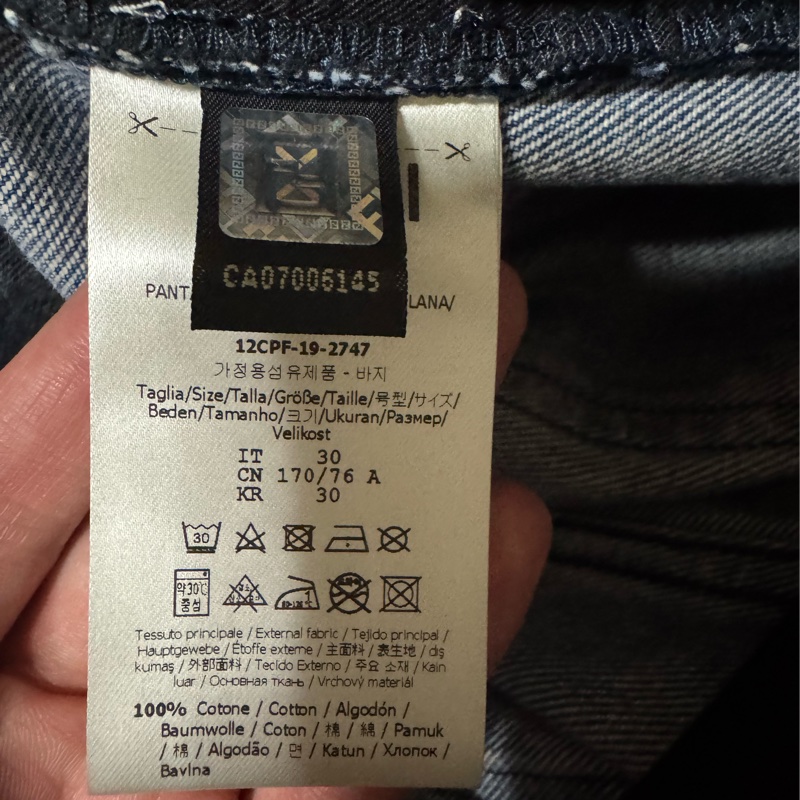 CA07006145
PANTA LANA/
12CPF-19-2747
가정용섬유제품 - 바지
Taglia/Size/Talla/Größe/Taille/号型/サイズ/
Beden/Tamanho/크기/Ukuran/Размер/
Velikost
IT 30
CN 170/76 A
KR 30
30
약30℃
중성
80-120℃
Tessuto principale / External fabric / Tejido principal /
Hauptgewebe / Étoffe externe / 主面料 / 表生地 / dış
kumaş / 外部面料 / Tecido Externo / 주요 소재 / Kain
luar / Основная ткань / Vrchový materiál
100% Cotone / Cotton / Algodón /
Baumwolle / Coton / 棉 / 綿 / Pamuk
/ 棉 / Algodão / 면 / Katun / Хлопок /
Bavlna